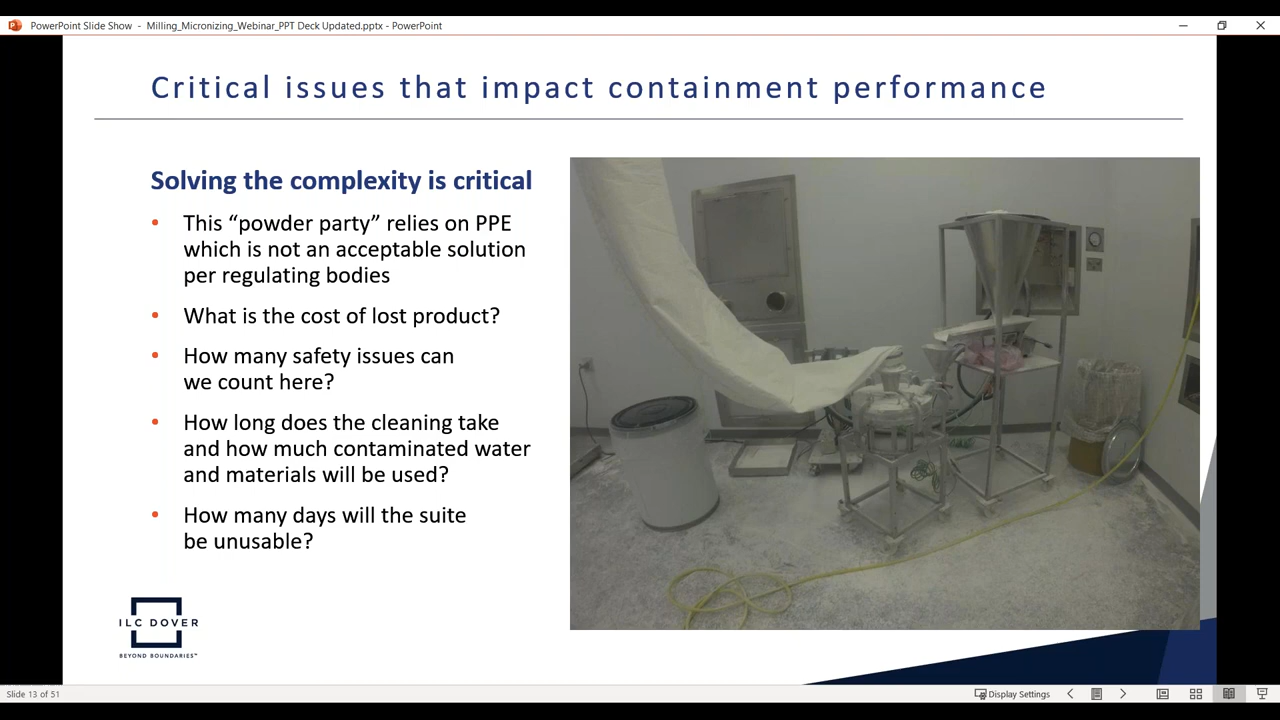 PowerPoint Slide Show - Milling_Micronizing_Webinar_PPT Deck Updated.pptx - PowerPoint
Critical issues that impact containment performance
Solving the complexity is critical
• This “powder party” relies on PPE
which is not an acceptable solution
per regulating bodies
• What is the cost of lost product?
• How many safety issues can
we count here?
• How long does the cleaning take
and how much contaminated water
and materials will be used?
• How many days will the suite
be unusable?
ILC DOVER
BEYOND BOUNDARIES™
Slide 13 of 51
Display Settings